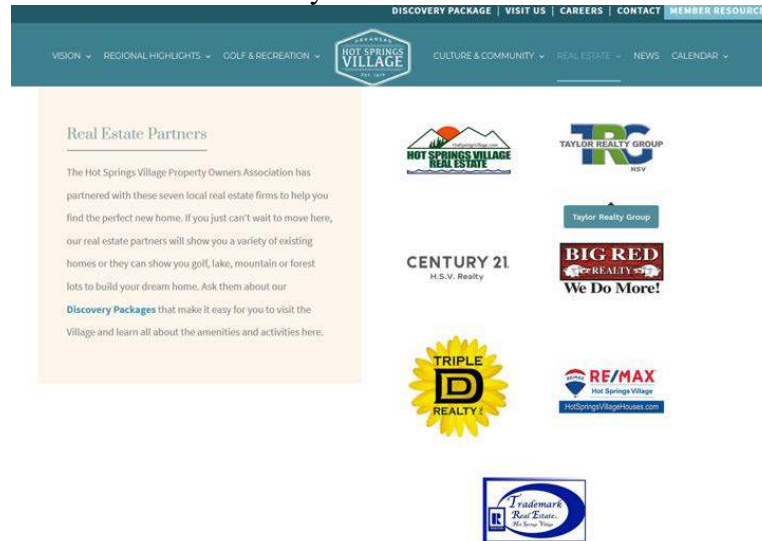 DISCOVERY PACKAGE | VISIT US | CAREERS | CONTACT MEMBER RESOURC
VISION REGIONAL HIGHLIGHTS GOLF & RECREATION
ARKANSAS
HOT SPRINGS
VILLAGE
EST. 1970
CULTURE & COMMUNITY REAL ESTATE NEWS CALENDAR
Real Estate Partners
The Hot Springs Village Property Owners Association has
partnered with these seven local real estate firms to help you
find the perfect new home. If you just can't wait to move here,
our real estate partners will show you a variety of existing
homes or they can show you golf, lake, mountain or forest
lots to build your dream home. Ask them about our
Discovery Packages that make it easy for you to visit the
Village and learn all about the amenities and activities here.
HOT SPRINGS VILLAGE
REAL ESTATE
TRG
TAYLOR REALTY GROUP
HSV
Taylor Realty Group
CENTURY 21
H.S.V. Realty
BIG RED
REALTY
We Do More!
TRIPLE
D
REALTY
RE/MAX
Hot Springs Village
HotSpringsVillageHouses.com
Trademark
Real Estate
Hot Springs Village
R